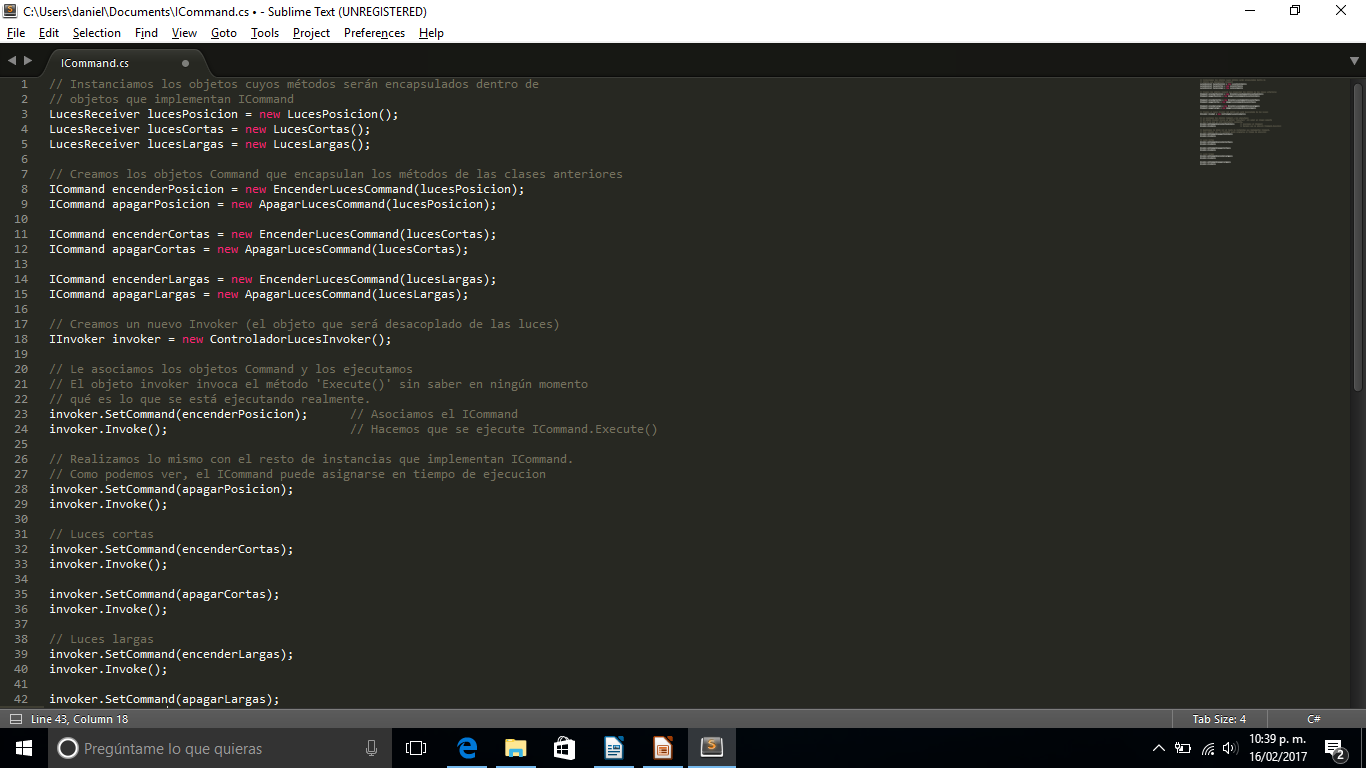 C:\Users\daniel\Documents\ICommand.cs • - Sublime Text (UNREGISTERED)
File Edit Selection Find View Goto Tools Project Preferences Help
ICommand.cs
1 // Instanciamos los objetos cuyos métodos serán encapsulados dentro de
2 // objetos que implementan ICommand
3 LucesReceiver lucesPosicion = new LucesPosicion();
4 LucesReceiver lucesCortas = new LucesCortas();
5 LucesReceiver lucesLargas = new LucesLargas();
6
7 // Creamos los objetos Command que encapsulan los métodos de las clases anteriores
8 ICommand encenderPosicion = new EncenderLucesCommand(lucesPosicion);
9 ICommand apagarPosicion = new ApagarLucesCommand(lucesPosicion);
10
11 ICommand encenderCortas = new EncenderLucesCommand(lucesCortas);
12 ICommand apagarCortas = new ApagarLucesCommand(lucesCortas);
13
14 ICommand encenderLargas = new EncenderLucesCommand(lucesLargas);
15 ICommand apagarLargas = new ApagarLucesCommand(lucesLargas);
16
17 // Creamos un nuevo Invoker (el objeto que será desacoplado de las luces)
18 IInvoker invoker = new ControladorLucesInvoker();
19
20 // Le asociamos los objetos Command y los ejecutamos
21 // El objeto invoker invoca el método 'Execute()' sin saber en ningún momento
22 // qué es lo que se está ejecutando realmente.
23 invoker.SetCommand(encenderPosicion); // Asociamos el ICommand
24 invoker.Invoke(); // Hacemos que se ejecute ICommand.Execute()
25
26 // Realizamos lo mismo con el resto de instancias que implementan ICommand.
27 // Como podemos ver, el ICommand puede asignarse en tiempo de ejecucion
28 invoker.SetCommand(apagarPosicion);
29 invoker.Invoke();
30
31 // Luces cortas
32 invoker.SetCommand(encenderCortas);
33 invoker.Invoke();
34
35 invoker.SetCommand(apagarCortas);
36 invoker.Invoke();
37
38 // Luces largas
39 invoker.SetCommand(encenderLargas);
40 invoker.Invoke();
41
42 invoker.SetCommand(apagarLargas);
Line 43, Column 18 Tab Size: 4 C#
Pregúntame lo que quieras
10:39 p. m.
16/02/2017
2